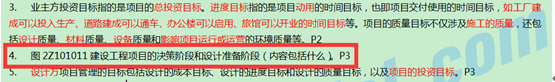 3. 业主方投资目标指的是项目的总投资目标。进度目标指的是项目动用的时间目标，也即项目交付使用的时间目标，如工厂建
成可以投入生产、道路建成可以通车、办公楼可以启用、旅馆可以开业的时间目标等。项目的质量目标不仅涉及施工的质量，还包
括设计质量、材料质量、设备质量和影响项目运行或运营的环境质量等。P2
4. 图 2Z101011 建设工程项目的决策阶段和设计准备阶段（内容包括什么）。P3
5. 设计方项目管理的目标包括设计的成本目标、设计的进度目标和设计的质量目标，以及项目的投资目标。P3